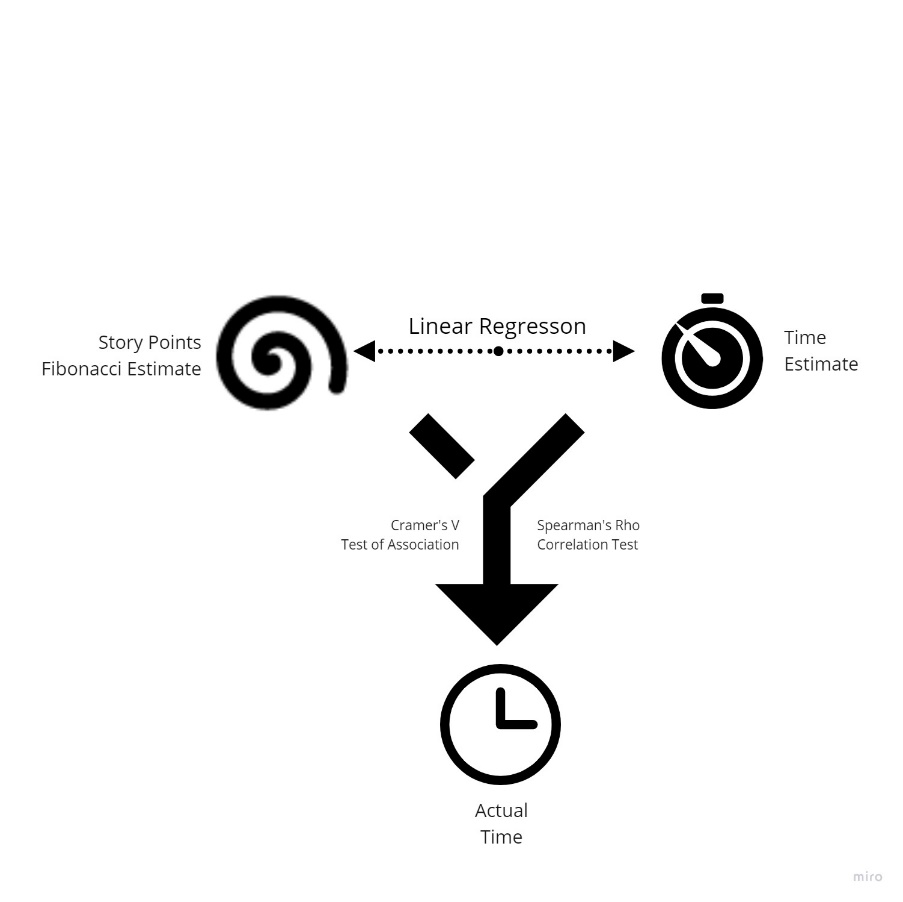 Linear Regresson
Story Points
Fibonacci Estimate
Time
Estimate
Cramer's V
Test of Association
Spearman's Rho
Correlation Test
Actual
Time
miro